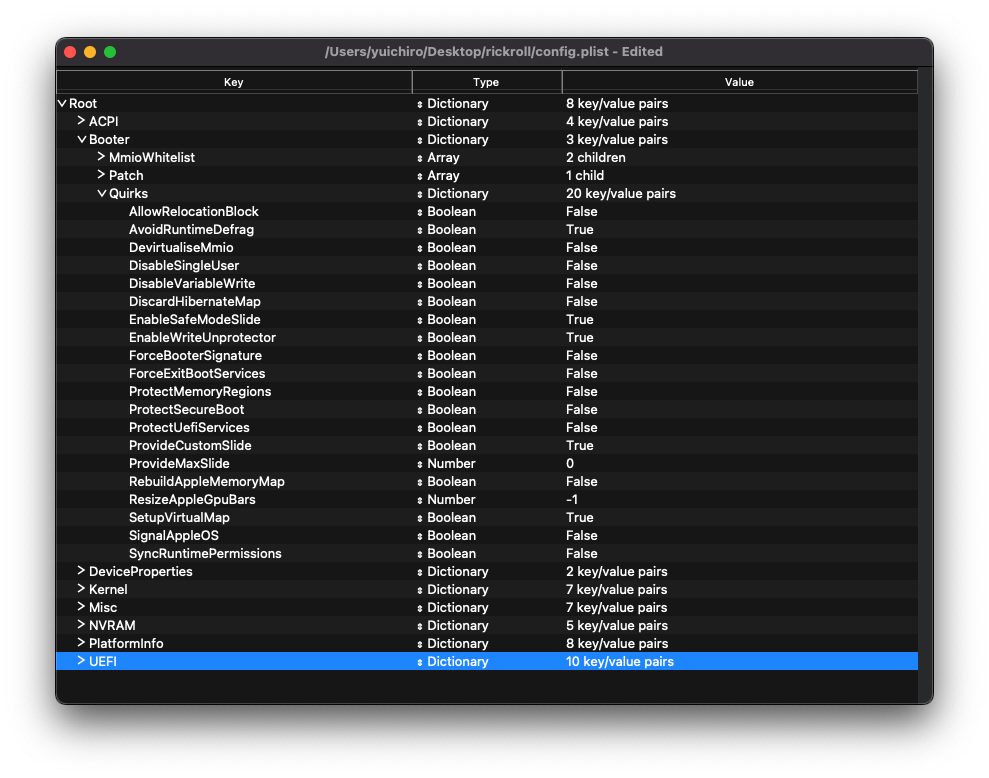 /Users/yuichiro/Desktop/rickroll/config.plist - Edited
Key Type Value
Root Dictionary 8 key/value pairs
ACPI Dictionary 4 key/value pairs
Booter Dictionary 3 key/value pairs
MmioWhitelist Array 2 children
Patch Array 1 child
Quirks Dictionary 20 key/value pairs
AllowRelocationBlock Boolean False
AvoidRuntimeDefrag Boolean True
DevirtualiseMmio Boolean False
DisableSingleUser Boolean False
DisableVariableWrite Boolean False
DiscardHibernateMap Boolean False
EnableSafeModeSlide Boolean True
EnableWriteUnprotector Boolean True
ForceBooterSignature Boolean False
ForceExitBootServices Boolean False
ProtectMemoryRegions Boolean False
ProtectSecureBoot Boolean False
ProtectUefiServices Boolean False
ProvideCustomSlide Boolean True
ProvideMaxSlide Number 0
RebuildAppleMemoryMap Boolean False
ResizeAppleGpuBars Number -1
SetupVirtualMap Boolean True
SignalAppleOS Boolean False
SyncRuntimePermissions Boolean False
DeviceProperties Dictionary 2 key/value pairs
Kernel Dictionary 7 key/value pairs
Misc Dictionary 7 key/value pairs
NVRAM Dictionary 5 key/value pairs
PlatformInfo Dictionary 8 key/value pairs
UEFI Dictionary 10 key/value pairs